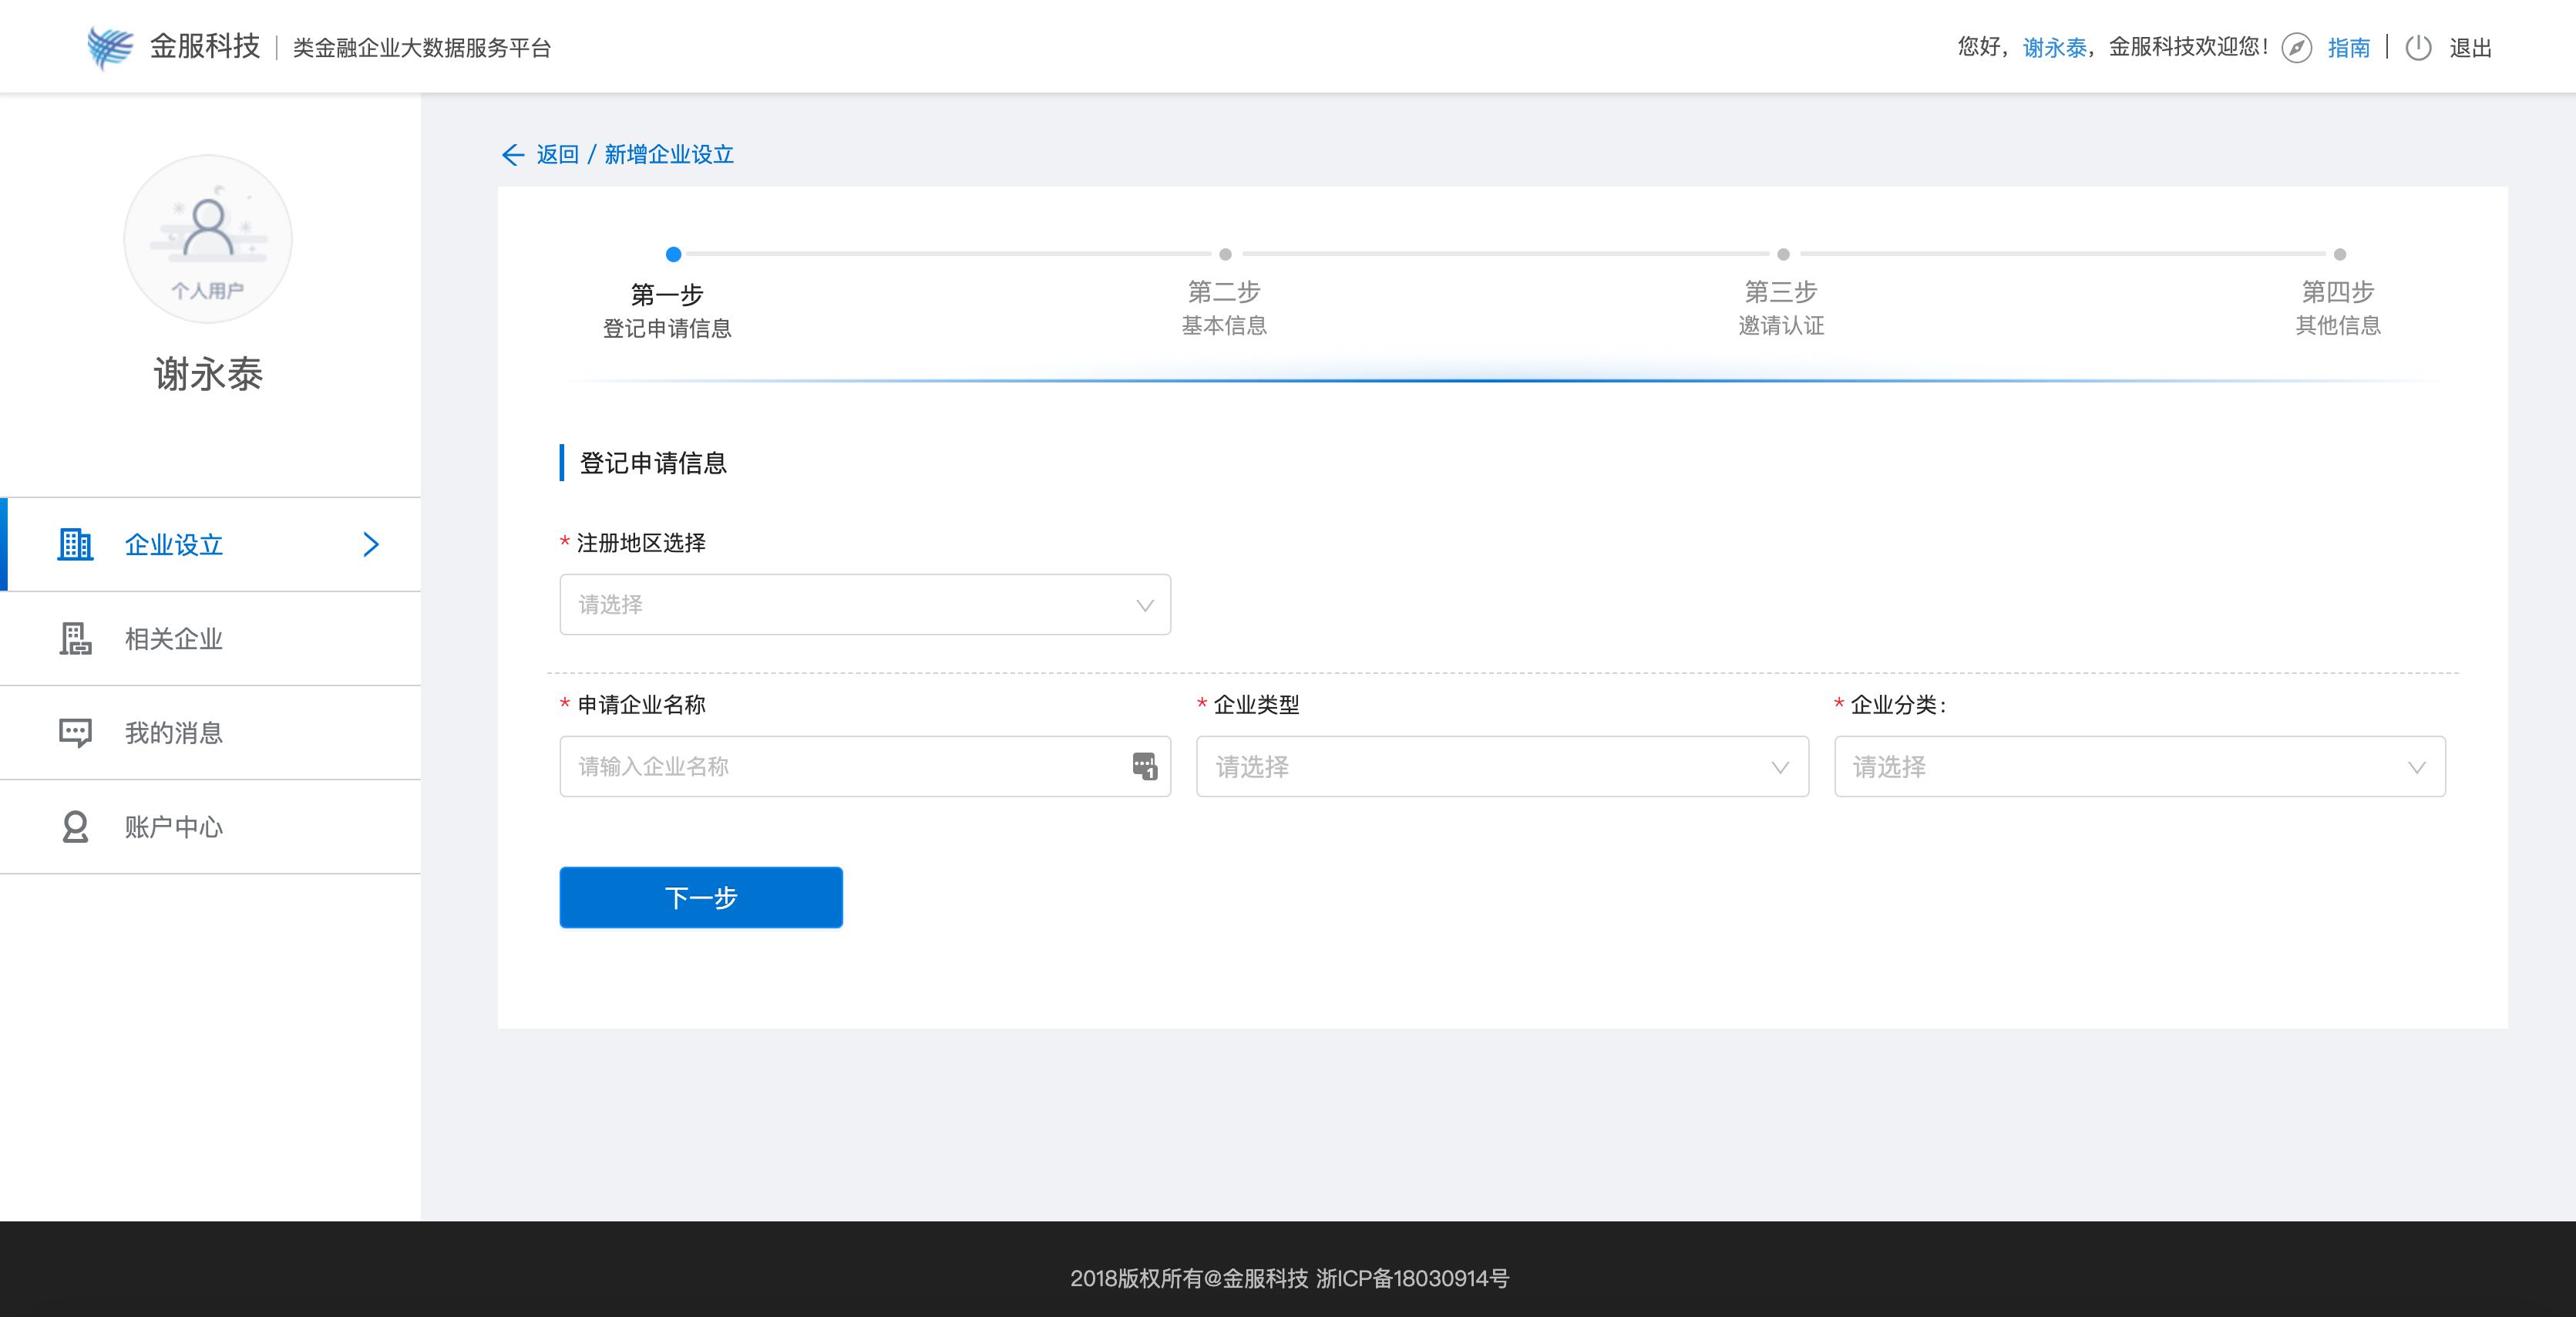 金服科技 | 类金融企业大数据服务平台
您好，谢永泰，金服科技欢迎您！ 指南 | 退出
个人用户
谢永泰
企业设立
相关企业
我的消息
账户中心
返回 / 新增企业设立
第一步
登记申请信息
第二步
基本信息
第三步
邀请认证
第四步
其他信息
登记申请信息
* 注册地区选择
请选择
* 申请企业名称
请输入企业名称
1
* 企业类型
请选择
* 企业分类：
请选择
下一步
2018版权所有@金服科技 浙ICP备18030914号